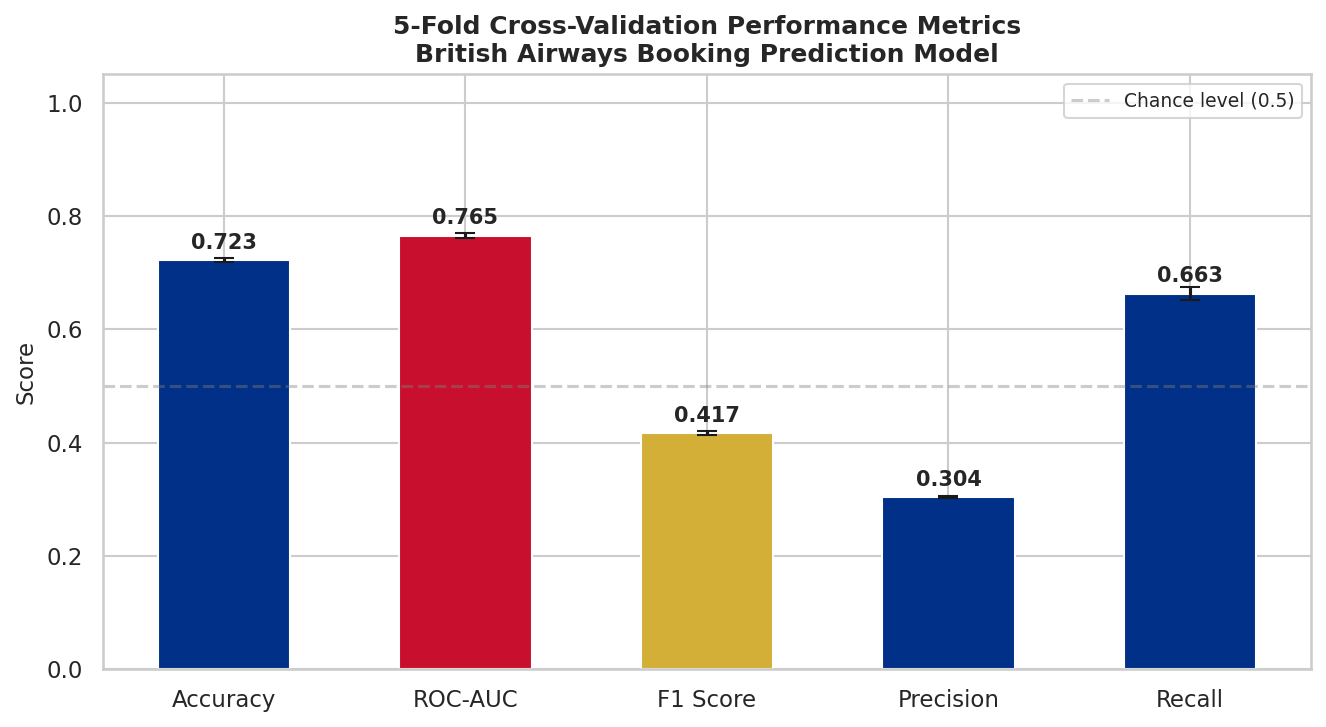 5-Fold Cross-Validation Performance Metrics
British Airways Booking Prediction Model
Chance level (0.5)
Score
1.0
0.8
0.6
0.4
0.2
0.0
0.723
0.765
0.417
0.304
0.663
Accuracy
ROC-AUC
F1 Score
Precision
Recall